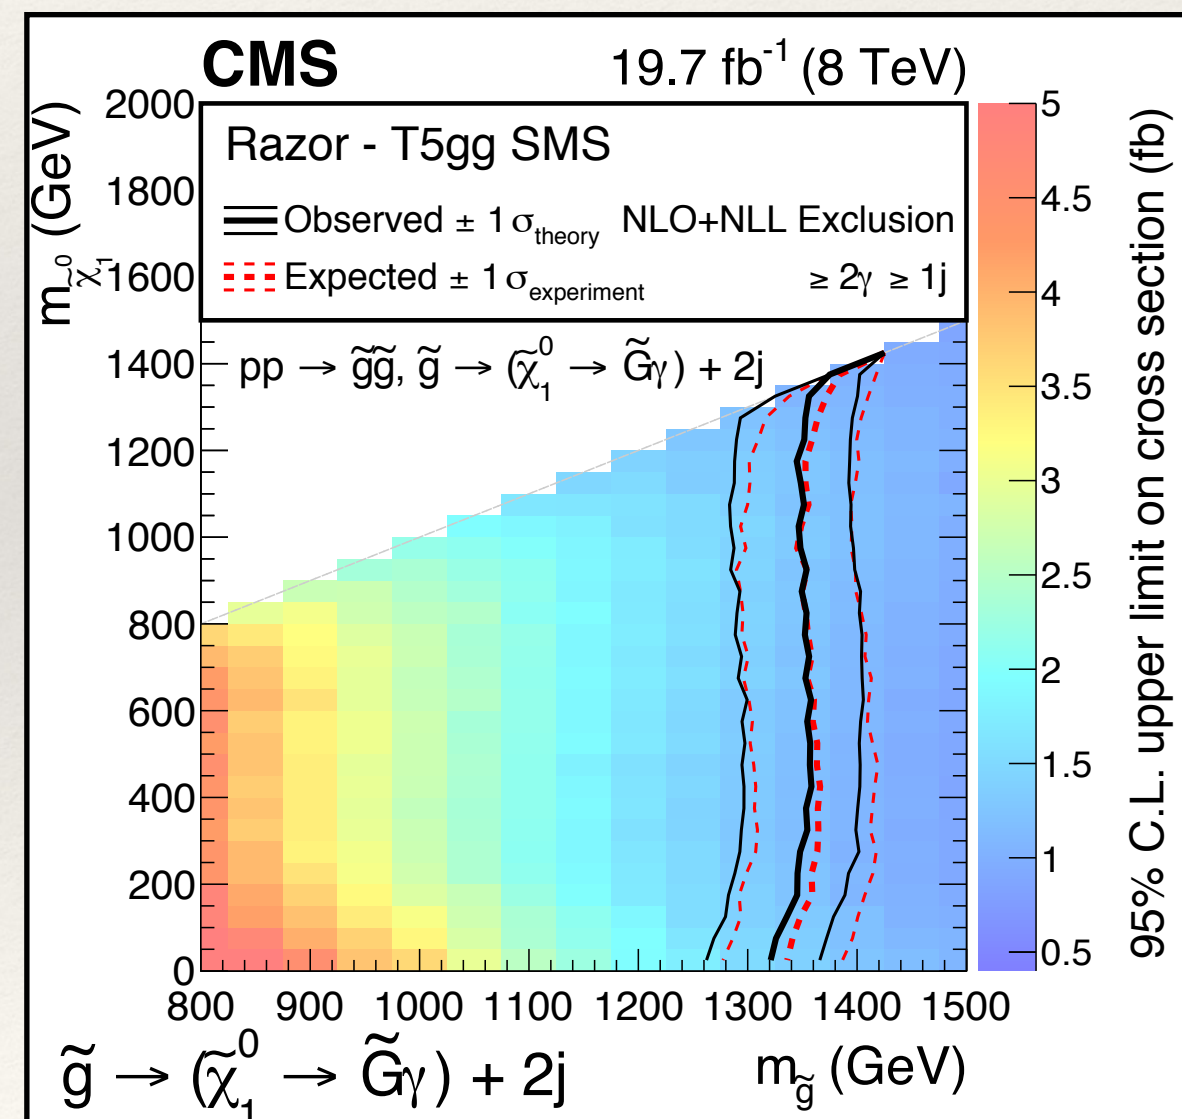 CMS 19.7 fb⁻¹ (8 TeV)
Razor - T5gg SMS
Observed ± 1 σ_theory NLO+NLL Exclusion
Expected ± 1 σ_experiment ≥ 2γ ≥ 1j
pp → g̃g̃, g̃ → (χ̃⁰₁ → G̃γ) + 2j
m_χ̃⁰₁ (GeV)
2000
1800
1600
1400
1200
1000
800
600
400
200
0
800 900 1000 1100 1200 1300 1400 1500
m_g̃ (GeV)
5
4.5
4
3.5
3
2.5
2
1.5
1
0.5
95% C.L. upper limit on cross section (fb)
g̃ → (χ̃⁰₁ → G̃γ) + 2j